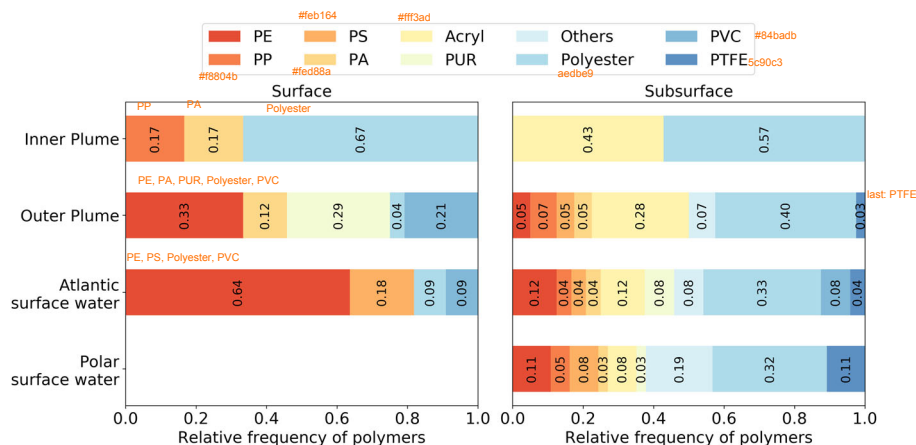 #feb164 #fff3ad
PE PS Acryl Others PVC #84badb
PP PA PUR Polyester PTFE 5c90c3
#f8804b #fed88a aedbe9
Surface Subsurface
PP PA Polyester
Inner Plume 0.17 0.17 0.67 0.43 0.57
PE, PA, PUR, Polyester, PVC
last: PTFE
Outer Plume 0.33 0.12 0.29 0.04 0.21 0.05 0.07 0.05 0.05 0.28 0.07 0.40 0.03
PE, PS, Polyester, PVC
Atlantic
surface water 0.64 0.18 0.09 0.09 0.12 0.04 0.04 0.04 0.12 0.08 0.08 0.33 0.08 0.04
Polar
surface water 0.11 0.05 0.08 0.03 0.08 0.03 0.19 0.32 0.11
0.0 0.2 0.4 0.6 0.8 1.0 0.0 0.2 0.4 0.6 0.8 1.0
Relative frequency of polymers Relative frequency of polymers